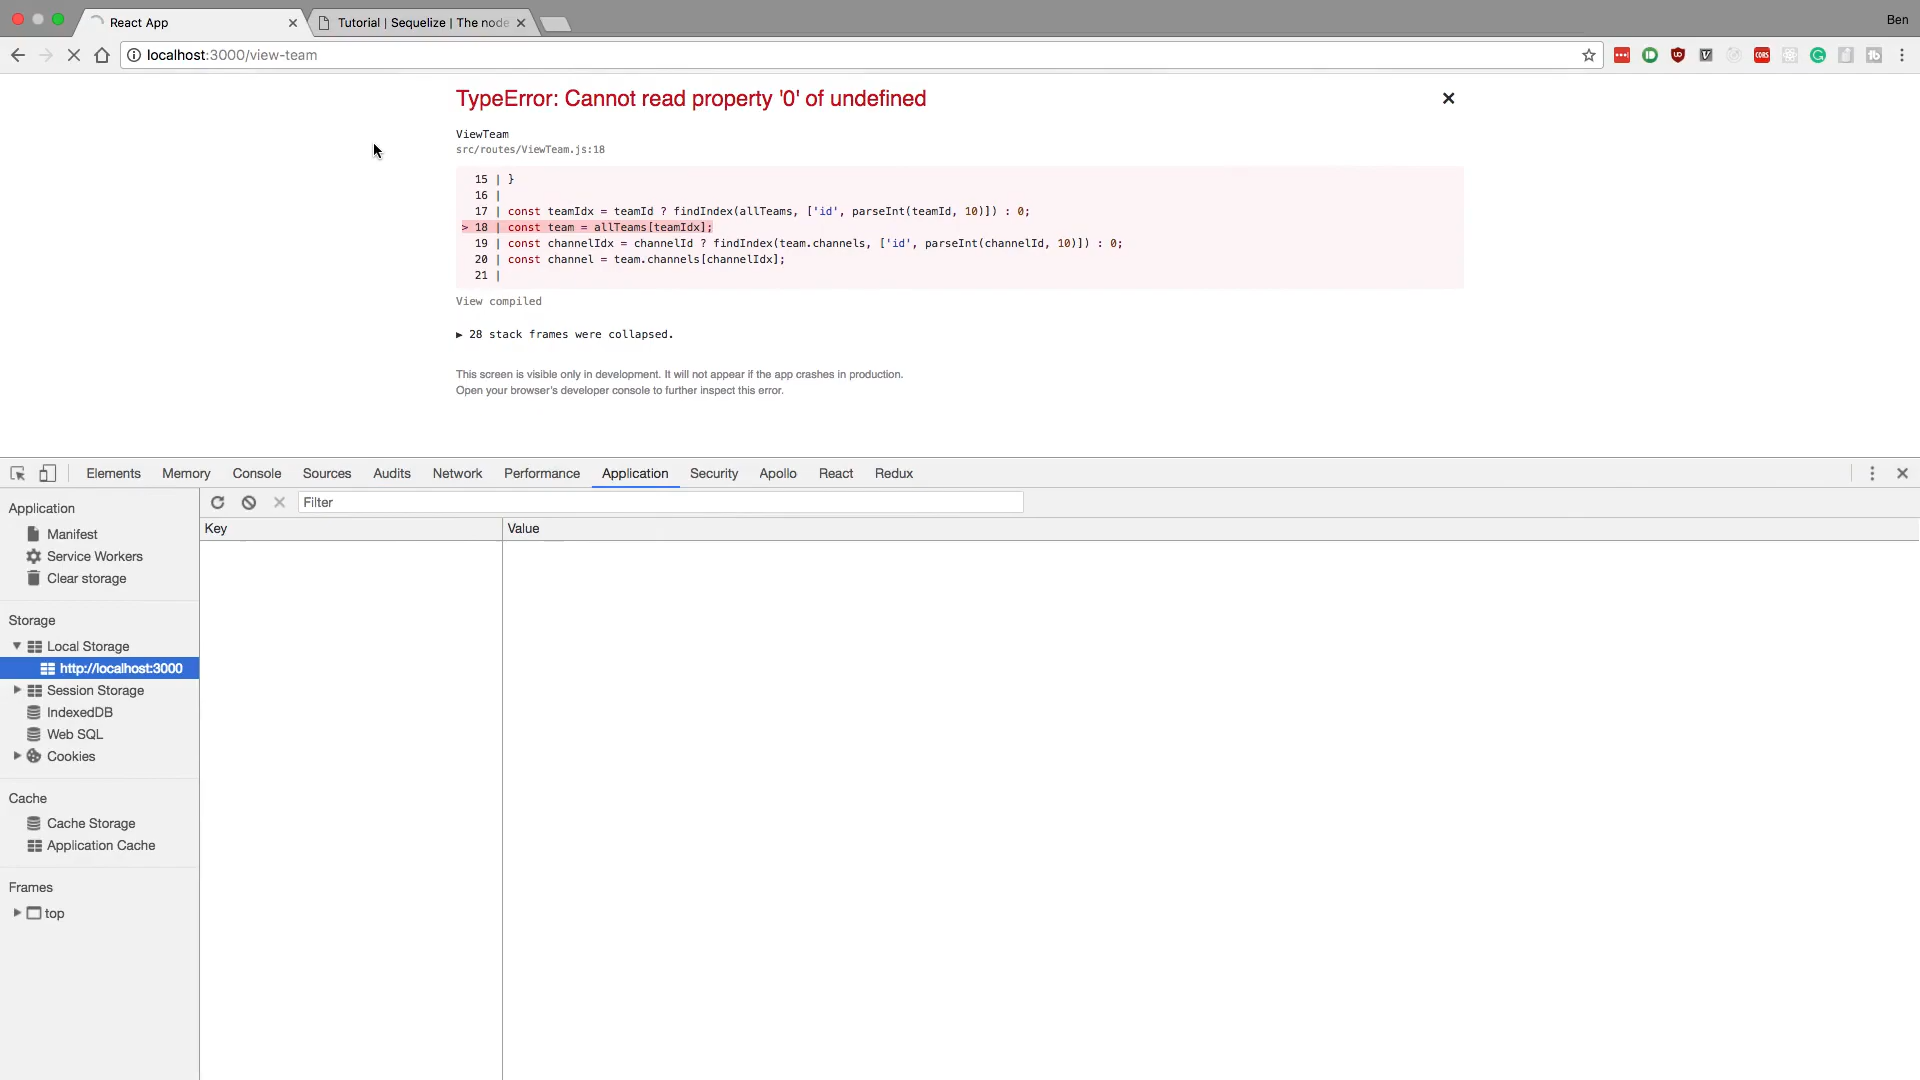 React App
Tutorial | Sequelize | The node
Ben
localhost:3000/view-team
TypeError: Cannot read property '0' of undefined
ViewTeam
src/routes/ViewTeam.js:18
15 | }
16 |
17 | const teamIdx = teamId ? findIndex(allTeams, ['id', parseInt(teamId, 10)]) : 0;
> 18 | const team = allTeams[teamIdx];
19 | const channelIdx = channelId ? findIndex(team.channels, ['id', parseInt(channelId, 10)]) : 0;
20 | const channel = team.channels[channelIdx];
21 |
View compiled
▶ 28 stack frames were collapsed.
This screen is visible only in development. It will not appear if the app crashes in production.
Open your browser's developer console to further inspect this error.
Elements Memory Console Sources Audits Network Performance Application Security Apollo React Redux
Application
Filter
Key Value
Manifest
Service Workers
Clear storage
Storage
Local Storage
http://localhost:3000
Session Storage
IndexedDB
Web SQL
Cookies
Cache
Cache Storage
Application Cache
Frames
top